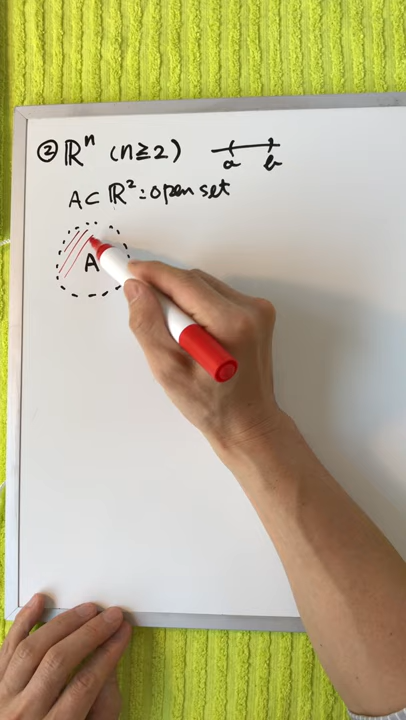 ② ℝⁿ (n≧2)
a b
A⊂ ℝ²: open set
A